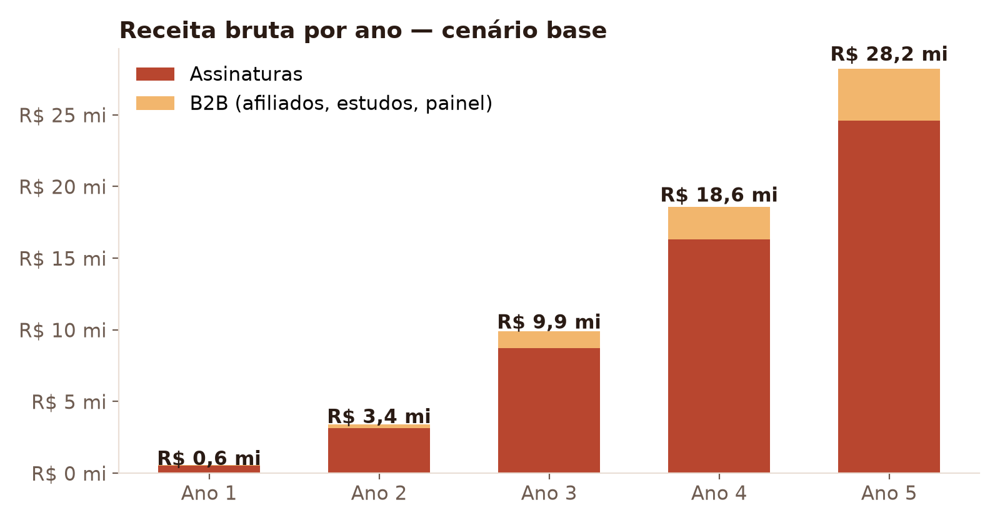 Receita bruta por ano — cenário base
Assinaturas
B2B (afiliados, estudos, painel)
R$ 25 mi
R$ 20 mi
R$ 15 mi
R$ 10 mi
R$ 5 mi
R$ 0 mi
R$ 0,6 mi
R$ 3,4 mi
R$ 9,9 mi
R$ 18,6 mi
R$ 28,2 mi
Ano 1
Ano 2
Ano 3
Ano 4
Ano 5